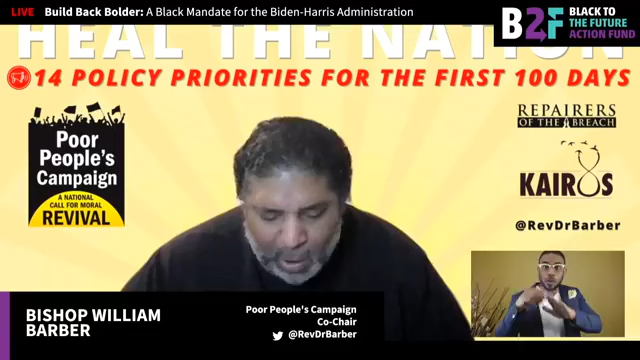 LIVE Build Back Bolder: A Black Mandate for the Biden-Harris Administration
B2F BLACK TO
THE FUTURE
ACTION FUND
HEAL THE NATION
14 POLICY PRIORITIES FOR THE FIRST 100 DAYS
Poor
People's
Campaign
A NATIONAL
CALL FOR MORAL
REVIVAL
REPAIRERS
OF THE BREACH
KAIROS
@RevDrBarber
BISHOP WILLIAM
BARBER
Poor People's Campaign
Co-Chair
@RevDrBarber